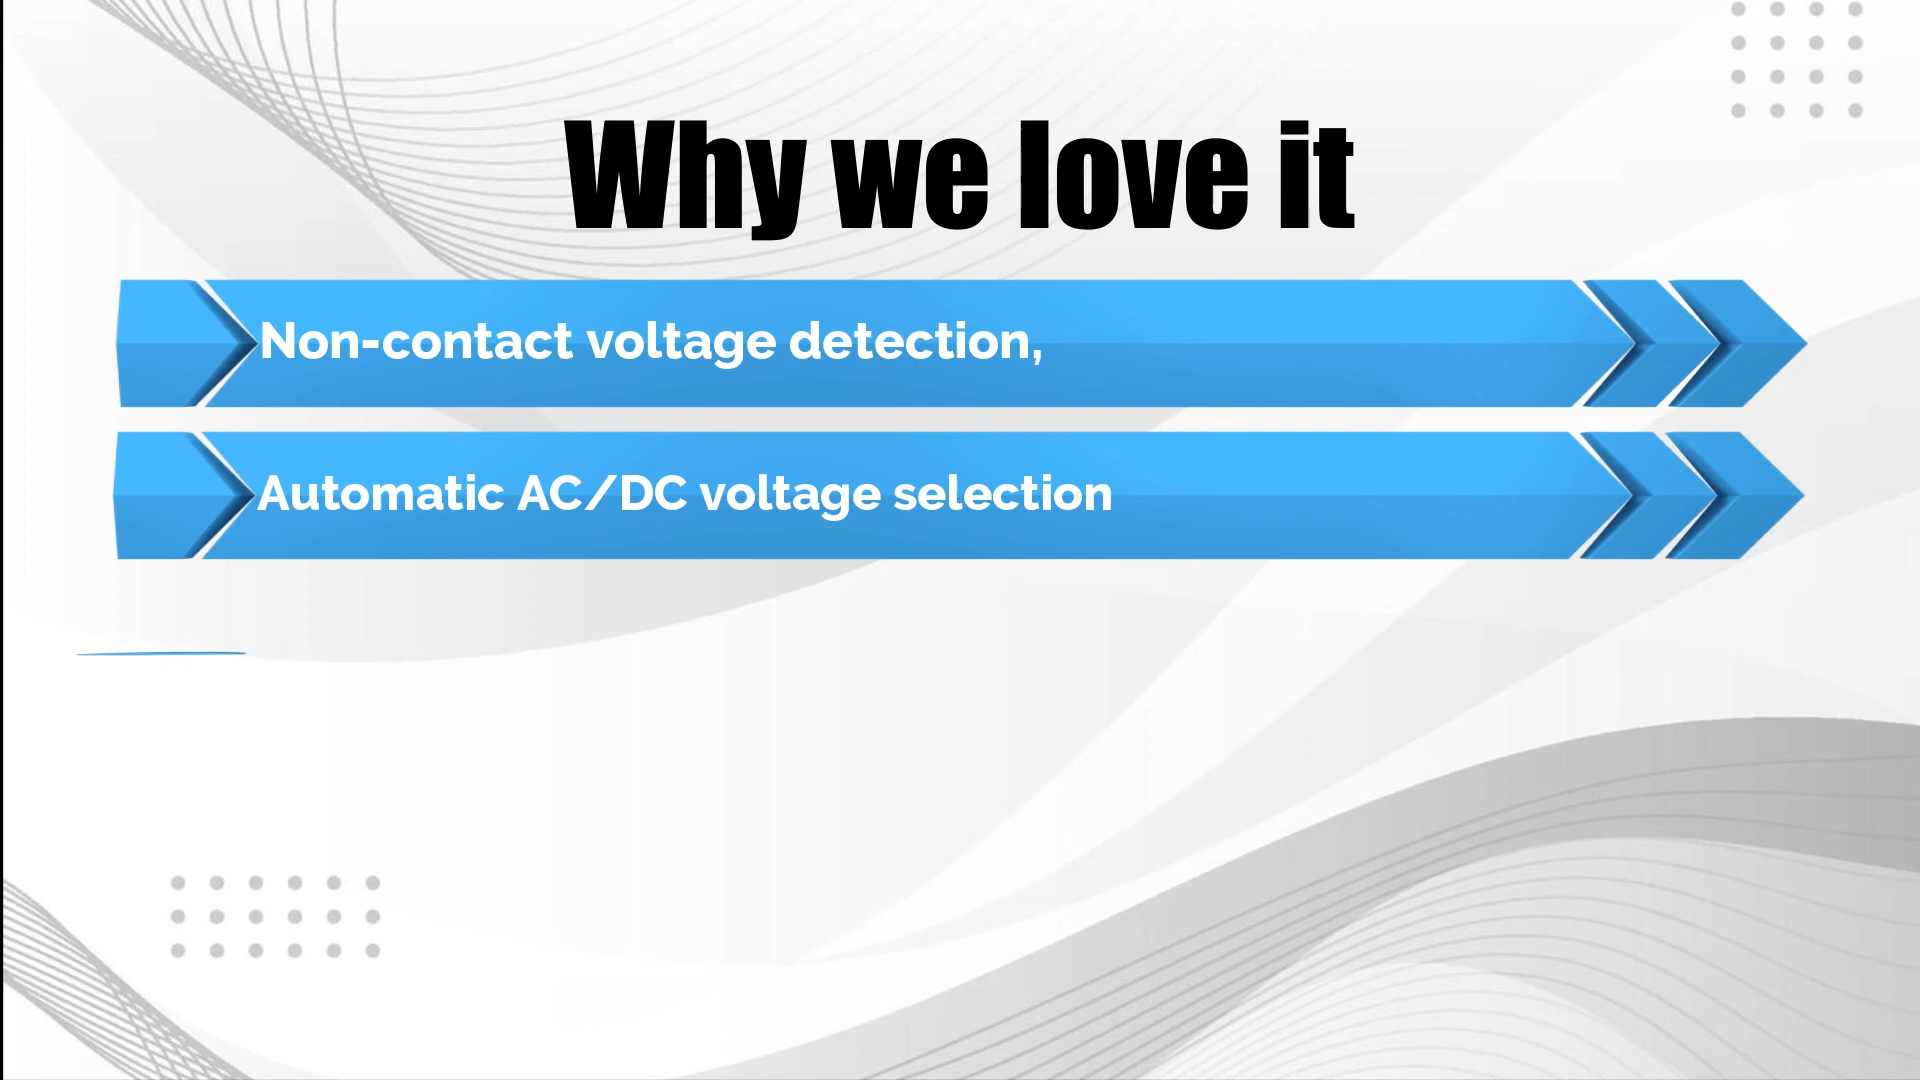 Why we love it
Non-contact voltage detection,
Automatic AC/DC voltage selection